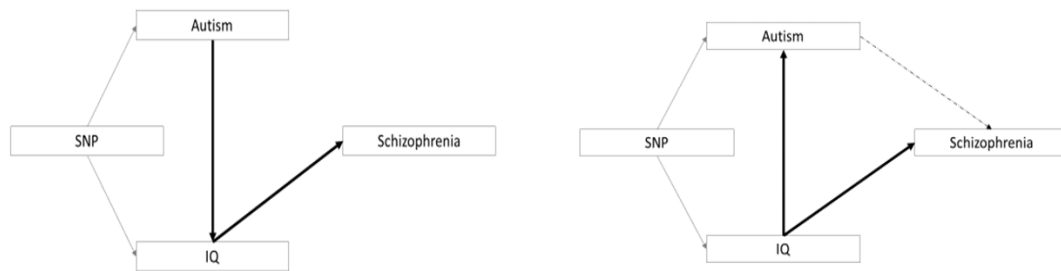 Autism
SNP
Schizophrenia
IQ
Autism
SNP
Schizophrenia
IQ